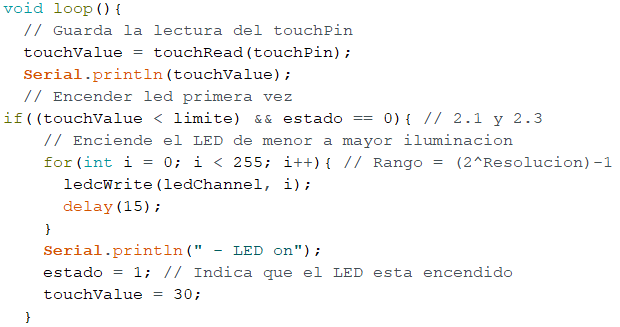 void loop(){
  // Guarda la lectura del touchPin
  touchValue = touchRead(touchPin);
  Serial.println(touchValue);
  // Encender led primera vez
if((touchValue < limite) && estado == 0){ // 2.1 y 2.3
    // Enciende el LED de menor a mayor iluminacion
    for(int i = 0; i < 255; i++){ // Rango = (2^Resolucion)-1
      ledcWrite(ledChannel, i);
      delay(15);
    }
    Serial.println(" - LED on");
    estado = 1; // Indica que el LED esta encendido
    touchValue = 30;
  }